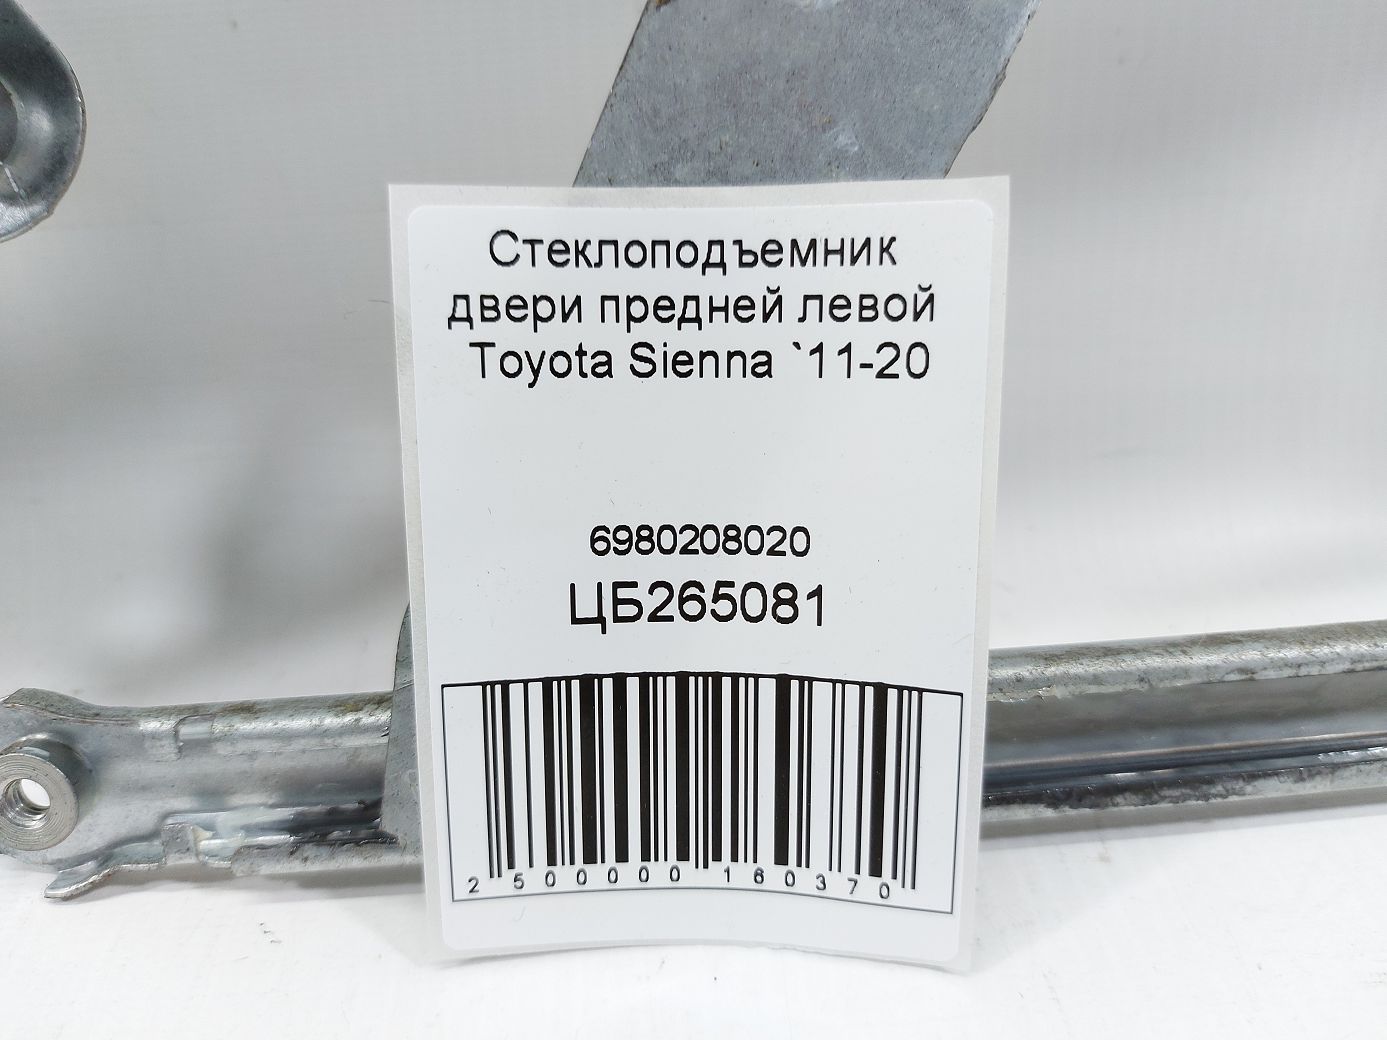 Стеклоподъемник
двери предней левой
Toyota Sienna `11-20
6980208020
ЦБ265081
2 500000 160370